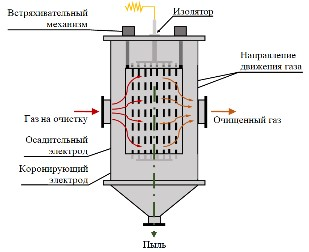 Встряхивательный
механизм
Изолятор
Направление
движения газа
Газ на очистку
Очищенный газ
Осадительный
электрод
Коронирующий
электрод
Пыль